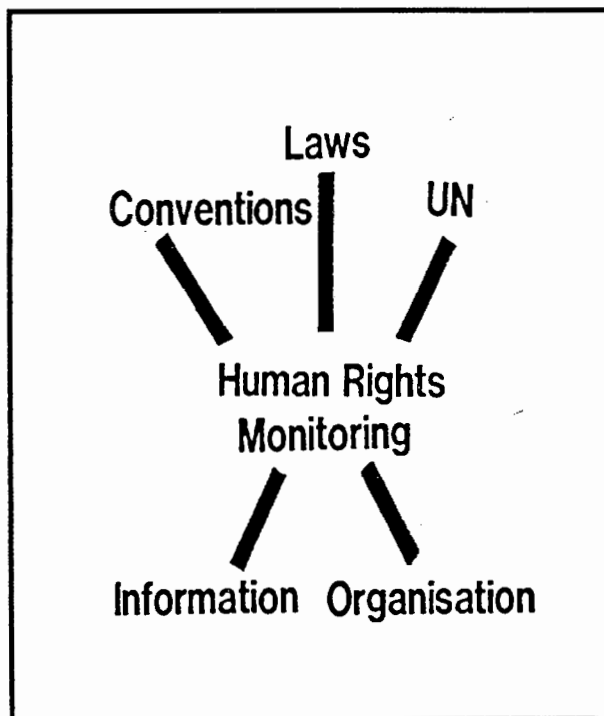 Laws
Conventions UN
Human Rights
Monitoring
Information Organisation